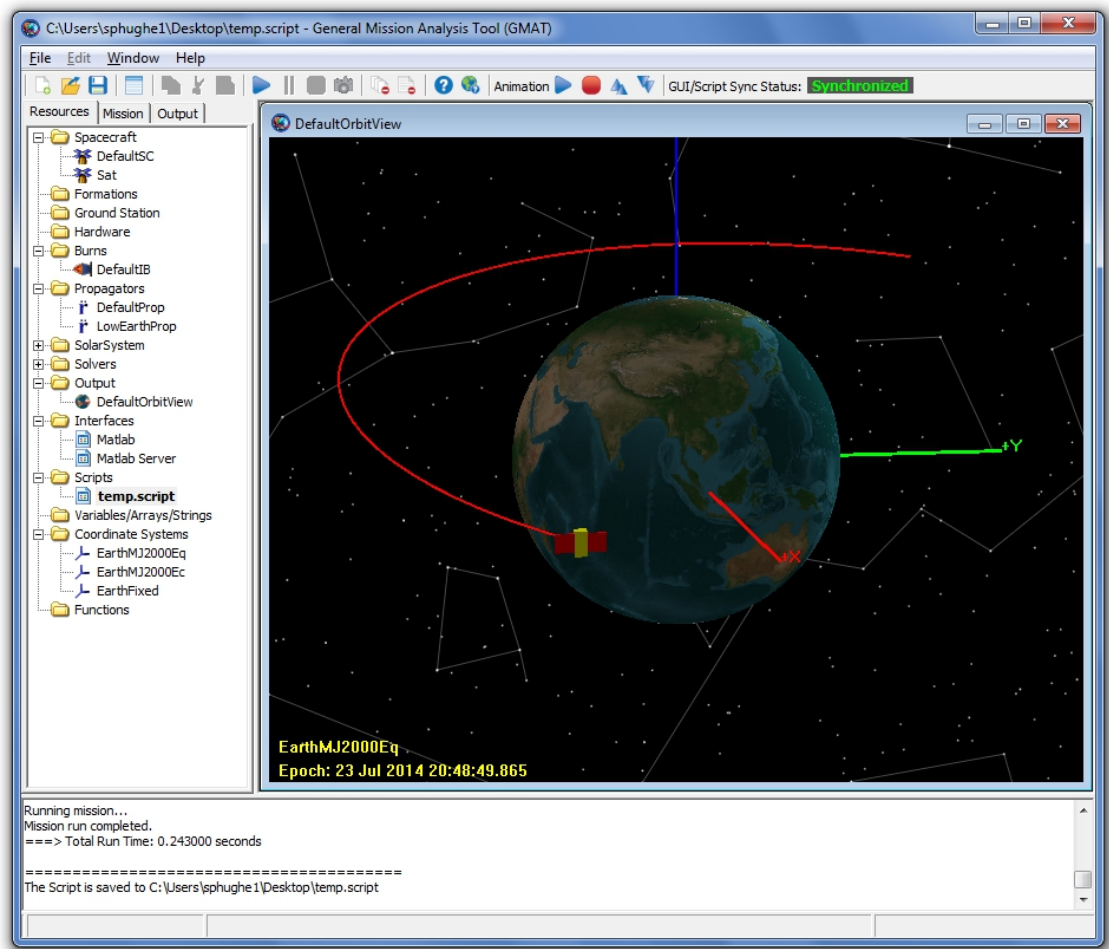 C:\Users\sphughe1\Desktop\temp.script - General Mission Analysis Tool (GMAT)
File Edit Window Help
Animation GUI/Script Sync Status: Synchronized
Resources Mission Output
DefaultOrbitView
Spacecraft
DefaultSC
Sat
Formations
Ground Station
Hardware
Burns
DefaultIB
Propagators
DefaultProp
LowEarthProp
SolarSystem
Solvers
Output
DefaultOrbitView
Interfaces
Matlab
Matlab Server
Scripts
temp.script
Variables/Arrays/Strings
Coordinate Systems
EarthMJ2000Eq
EarthMJ2000Ec
EarthFixed
Functions
+Y
+X
EarthMJ2000Eq
Epoch: 23 Jul 2014 20:48:49.865
Running mission...
Mission run completed.
===> Total Run Time: 0.243000 seconds
========================================
The Script is saved to C:\Users\sphughe1\Desktop\temp.script